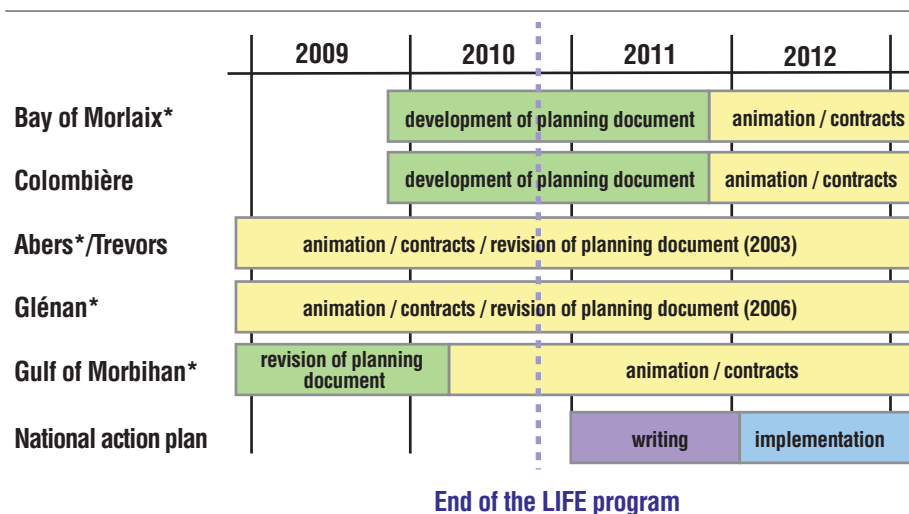 2009 2010 2011 2012
Bay of Morlaix* development of planning document animation / contracts
Colombière development of planning document animation / contracts
Abers*/Trevors animation / contracts / revision of planning document (2003)
Glénan* animation / contracts / revision of planning document (2006)
Gulf of Morbihan* revision of planning
document animation / contracts
National action plan writing implementation
End of the LIFE program